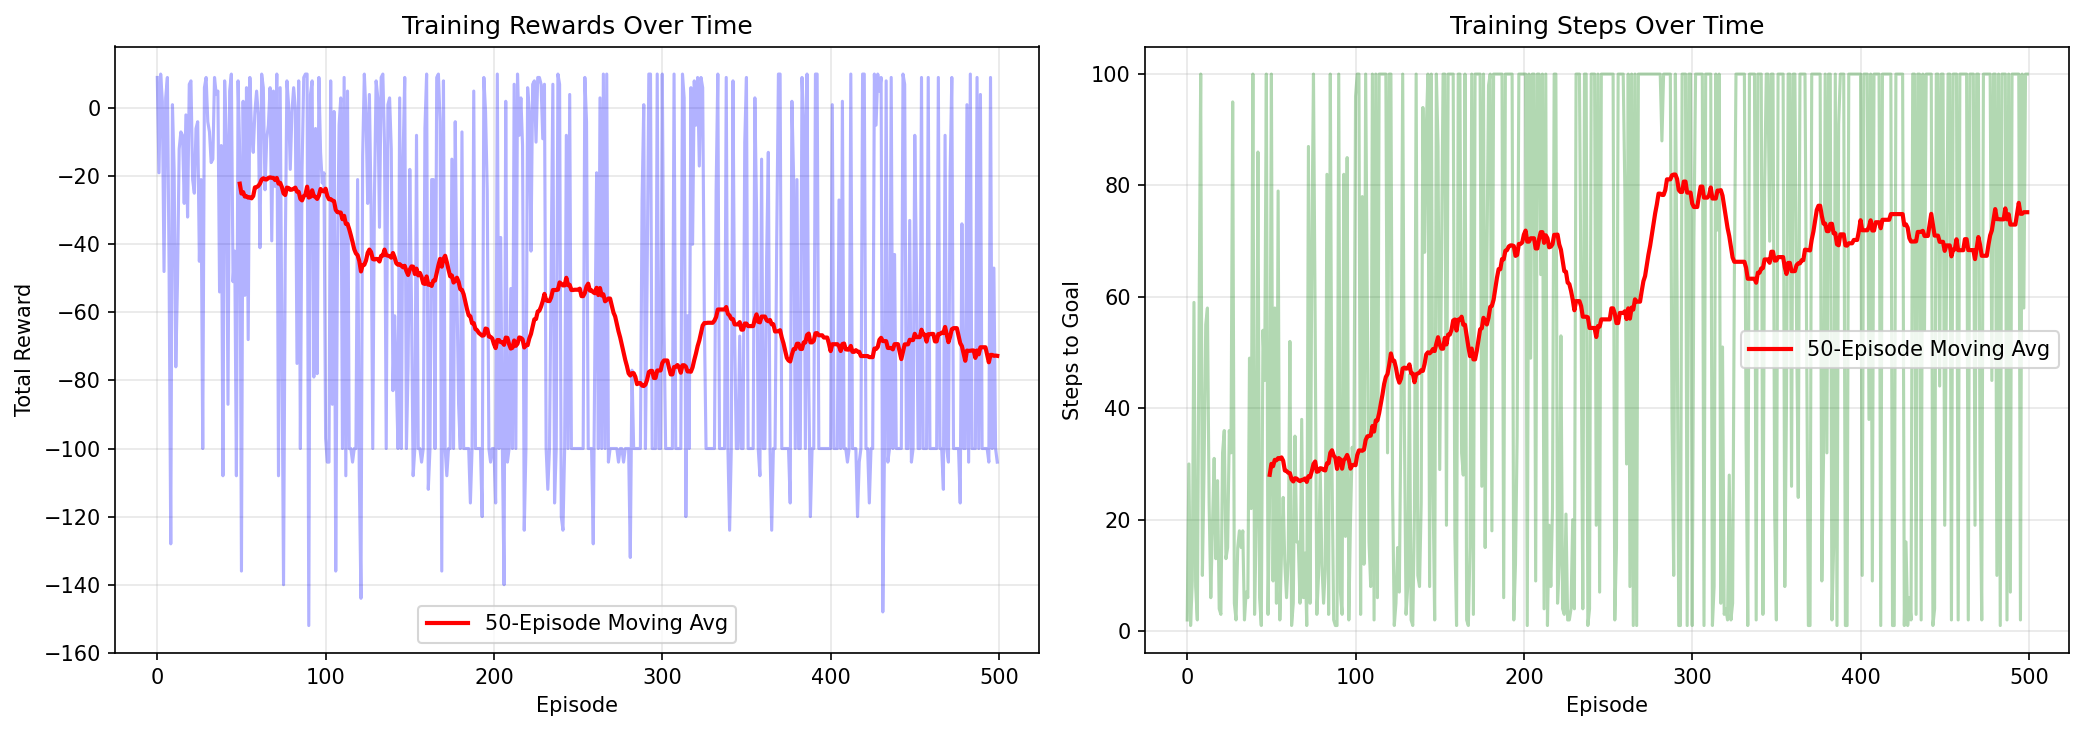 Training Rewards Over Time
Total Reward
0
−20
−40
−60
−80
−100
−120
−140
−160
50-Episode Moving Avg
0 100 200 300 400 500
Episode
Training Steps Over Time
Steps to Goal
100
80
60
40
20
0
50-Episode Moving Avg
0 100 200 300 400 500
Episode